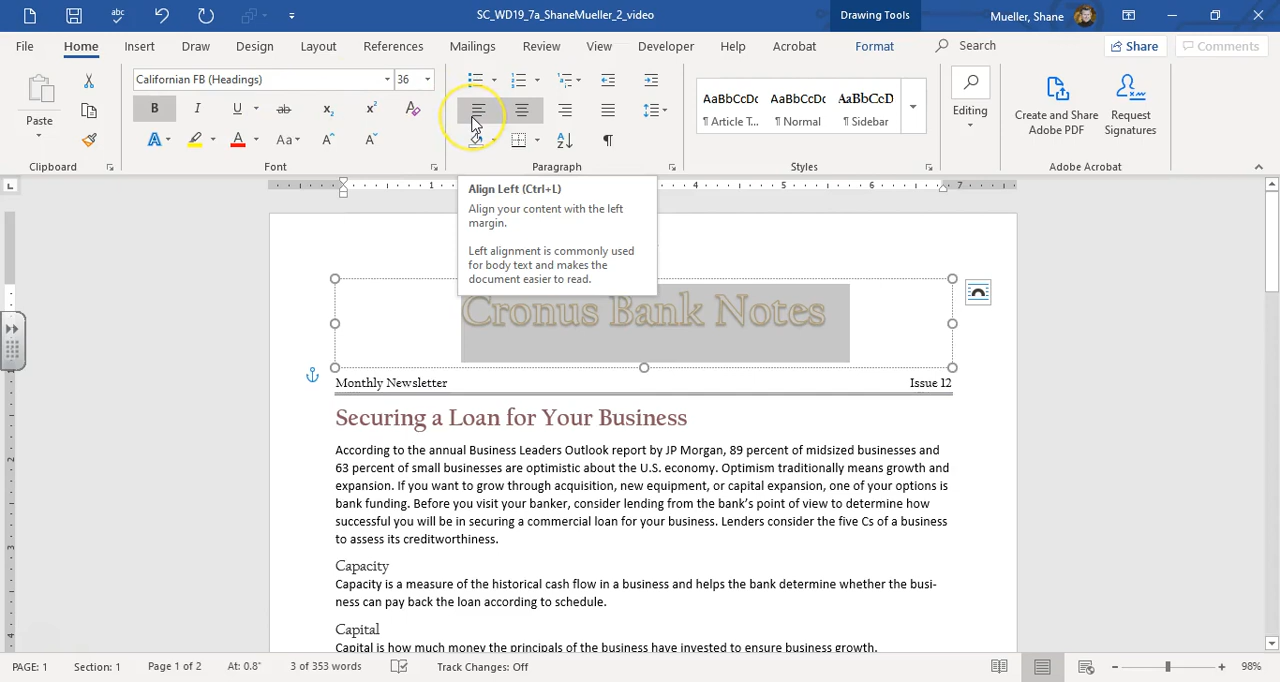 SC_WD19_7a_ShaneMueller_2_video
Drawing Tools
Mueller, Shane
File
Home
Insert
Draw
Design
Layout
References
Mailings
Review
View
Developer
Help
Acrobat
Format
Search
Share
Comments
Paste
Clipboard
Californian FB (Headings)
36
Font
Paragraph
AaBbCcDc
¶ Article T...
AaBbCcDc
¶ Normal
AaBbCcD
¶ Sidebar
Styles
Editing
Create and Share
Adobe PDF
Request
Signatures
Adobe Acrobat
1
4
5
6
7
Align Left (Ctrl+L)
Align your content with the left
margin.
Left alignment is commonly used
for body text and makes the
document easier to read.
Cronus Bank Notes
Monthly Newsletter
Issue 12
Securing a Loan for Your Business
According to the annual Business Leaders Outlook report by JP Morgan, 89 percent of midsized businesses and
63 percent of small businesses are optimistic about the U.S. economy. Optimism traditionally means growth and
expansion. If you want to grow through acquisition, new equipment, or capital expansion, one of your options is
bank funding. Before you visit your banker, consider lending from the bank's point of view to determine how
successful you will be in securing a commercial loan for your business. Lenders consider the five Cs of a business
to assess its creditworthiness.
Capacity
Capacity is a measure of the historical cash flow in a business and helps the bank determine whether the busi-
ness can pay back the loan according to schedule.
Capital
Capital is how much money the principals of the business have invested to ensure business growth.
PAGE: 1
Section: 1
Page 1 of 2
At: 0.8"
3 of 353 words
Track Changes: Off
98%